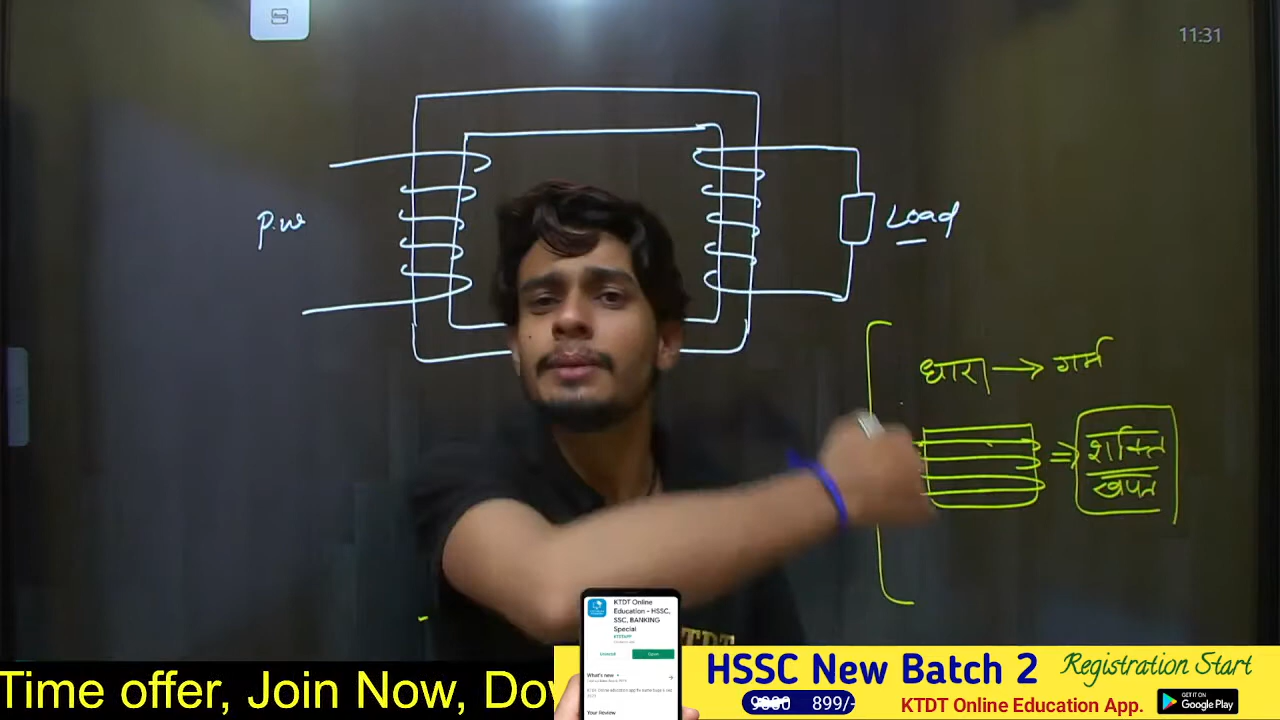 11:31
P.W
Load
धारा → गर्म
⇒ शक्ति
खपत
KTDT Online
Education - HSSC,
SSC, BANKING
Special
What's new
Your Review
Time offer, Join Now, Dov
HSSC New Batch 2
Registration Start
899/-
KTDT Online Education App.
GET IT ON
Google Play